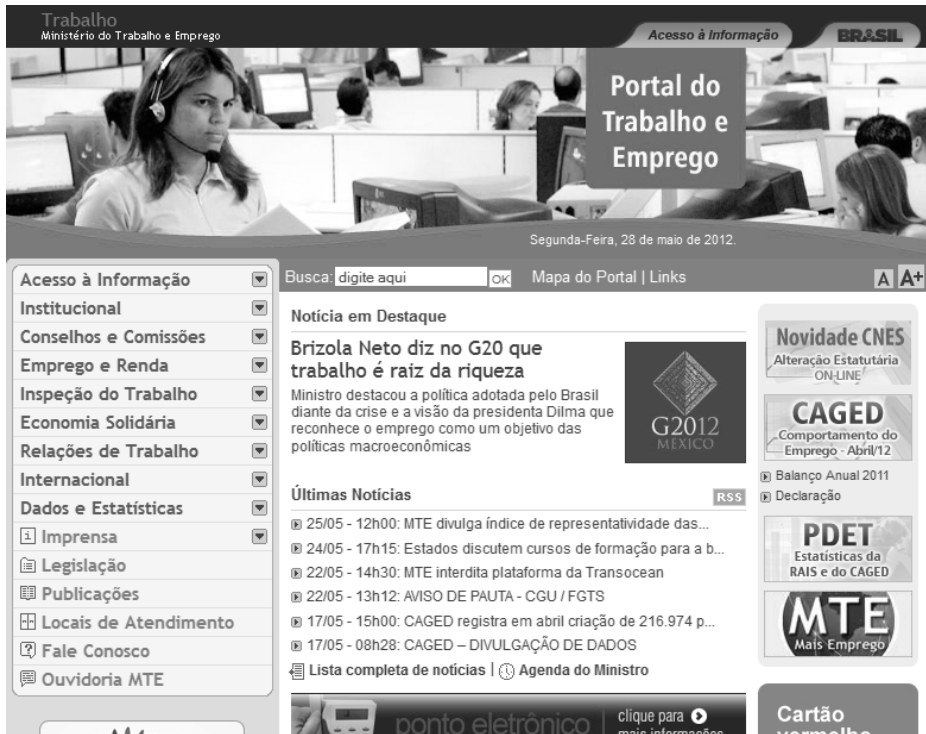 Trabalho
Ministério do Trabalho e Emprego
Acesso à Informação
BRASIL
Portal do
Trabalho e
Emprego
Segunda-Feira, 28 de maio de 2012.
Acesso à Informação
Institucional
Conselhos e Comissões
Emprego e Renda
Inspeção do Trabalho
Economia Solidária
Relações de Trabalho
Internacional
Dados e Estatísticas
Imprensa
Legislação
Publicações
Locais de Atendimento
Fale Conosco
Ouvidoria MTE
Busca: digite aqui OK Mapa do Portal | Links A A+
Notícia em Destaque
Brizola Neto diz no G20 que
trabalho é raiz da riqueza
Ministro destacou a política adotada pelo Brasil
diante da crise e a visão da presidenta Dilma que
reconhece o emprego como um objetivo das
políticas macroeconômicas
G2012
MEXICO
Últimas Notícias RSS
25/05 - 12h00: MTE divulga índice de representatividade das...
24/05 - 17h15: Estados discutem cursos de formação para a b...
22/05 - 14h30: MTE interdita plataforma da Transocean
22/05 - 13h12: AVISO DE PAUTA - CGU / FGTS
17/05 - 15h00: CAGED registra em abril criação de 216.974 p...
17/05 - 08h28: CAGED – DIVULGAÇÃO DE DADOS
Lista completa de notícias | Agenda do Ministro
ponto eletrônico
clique para
mais informações
Novidade CNES
Alteração Estatutária
ON-LINE
CAGED
Comportamento do
Emprego - Abril/12
Balanço Anual 2011
Declaração
PDET
Estatísticas da
RAIS e do CAGED
MTE
Mais Emprego
Cartão
vermelho